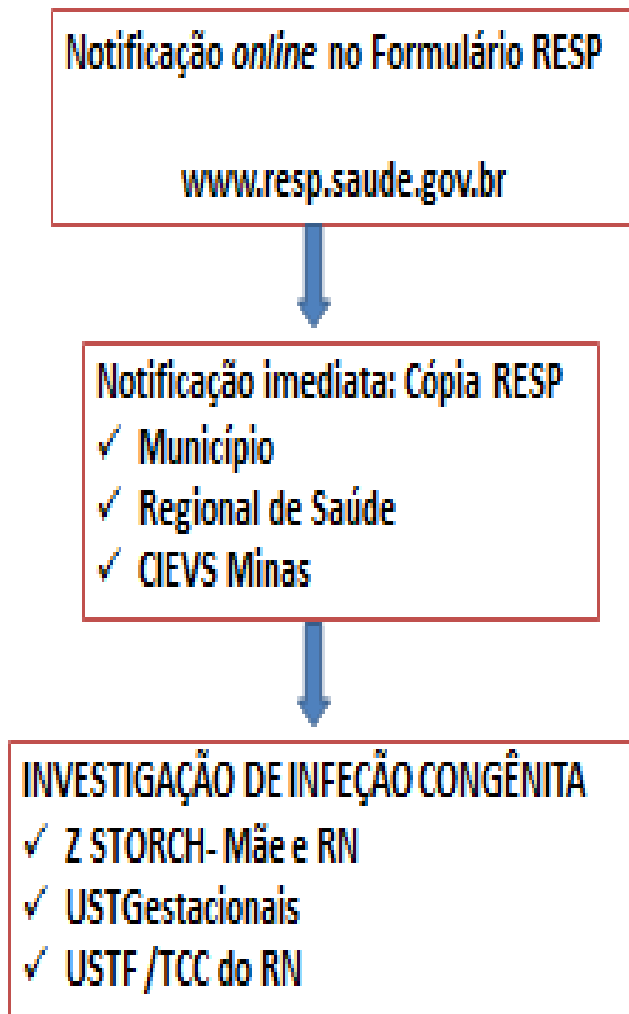 Notificação online no Formulário RESP
www.resp.saude.gov.br
Notificação imediata: Cópia RESP
✓ Município
✓ Regional de Saúde
✓ CIEVS Minas
INVESTIGAÇÃO DE INFEÇÃO CONGÊNITA
✓ Z STORCH- Mãe e RN
✓ USTGestacionais
✓ USTF /TCC do RN